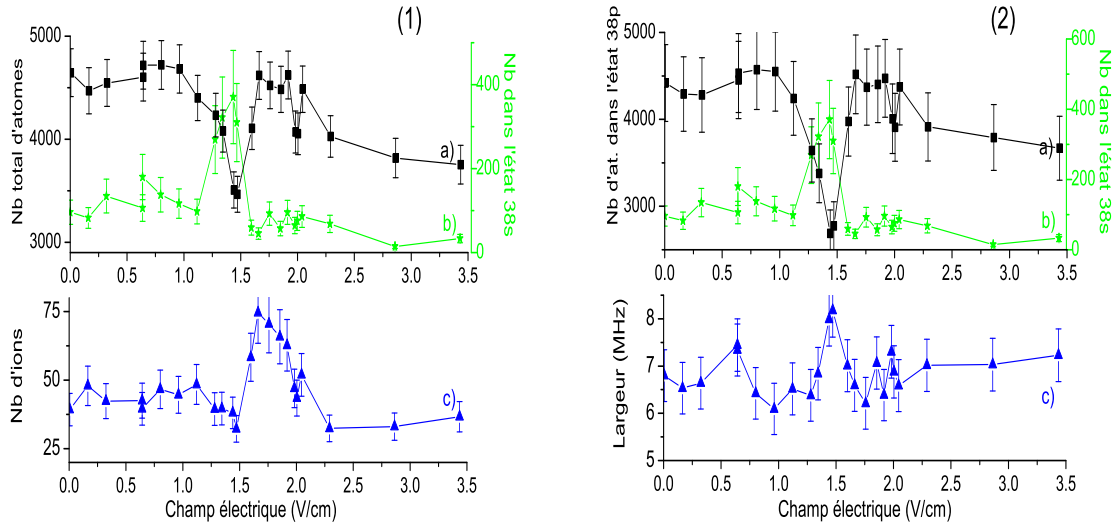 (1)
5000
4000
3000
Nb total d'atomes
400
200
0
Nb dans l'état 38s
a)
b)
0.0 0.5 1.0 1.5 2.0 2.5 3.0 3.5
75
50
25
Nb d'ions
c)
0.0 0.5 1.0 1.5 2.0 2.5 3.0 3.5
Champ électrique (V/cm)
(2)
5000
4000
3000
Nb d'at. dans l'état 38p
600
400
200
0
Nb dans l'état 38s
a)
b)
0.0 0.5 1.0 1.5 2.0 2.5 3.0 3.5
8
7
6
5
Largeur (MHz)
c)
0.0 0.5 1.0 1.5 2.0 2.5 3.0 3.5
Champ électrique (V/cm)